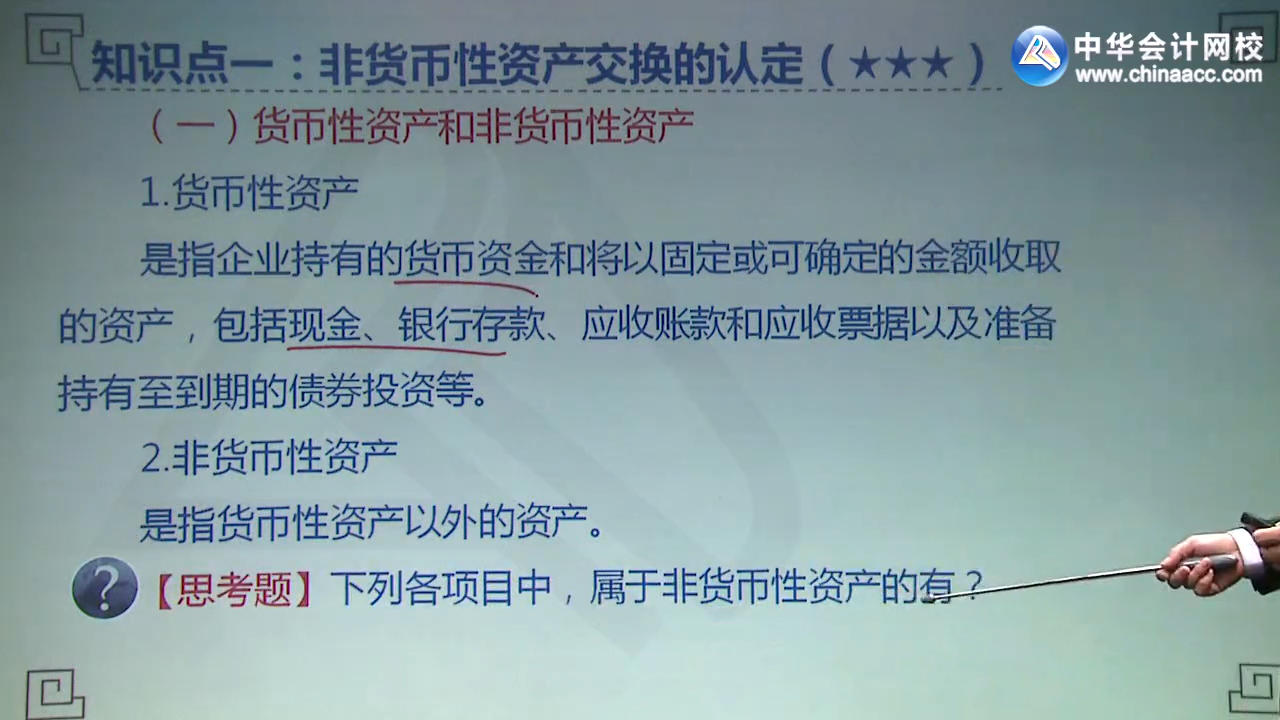 知识点一：非货币性资产交换的认定（★★★）
中华会计网校
www.chinaacc.com
（一）货币性资产和非货币性资产
1.货币性资产
是指企业持有的货币资金和将以固定或可确定的金额收取
的资产，包括现金、银行存款、应收账款和应收票据以及准备
持有至到期的债券投资等。
2.非货币性资产
是指货币性资产以外的资产。
?【思考题】下列各项目中，属于非货币性资产的有？